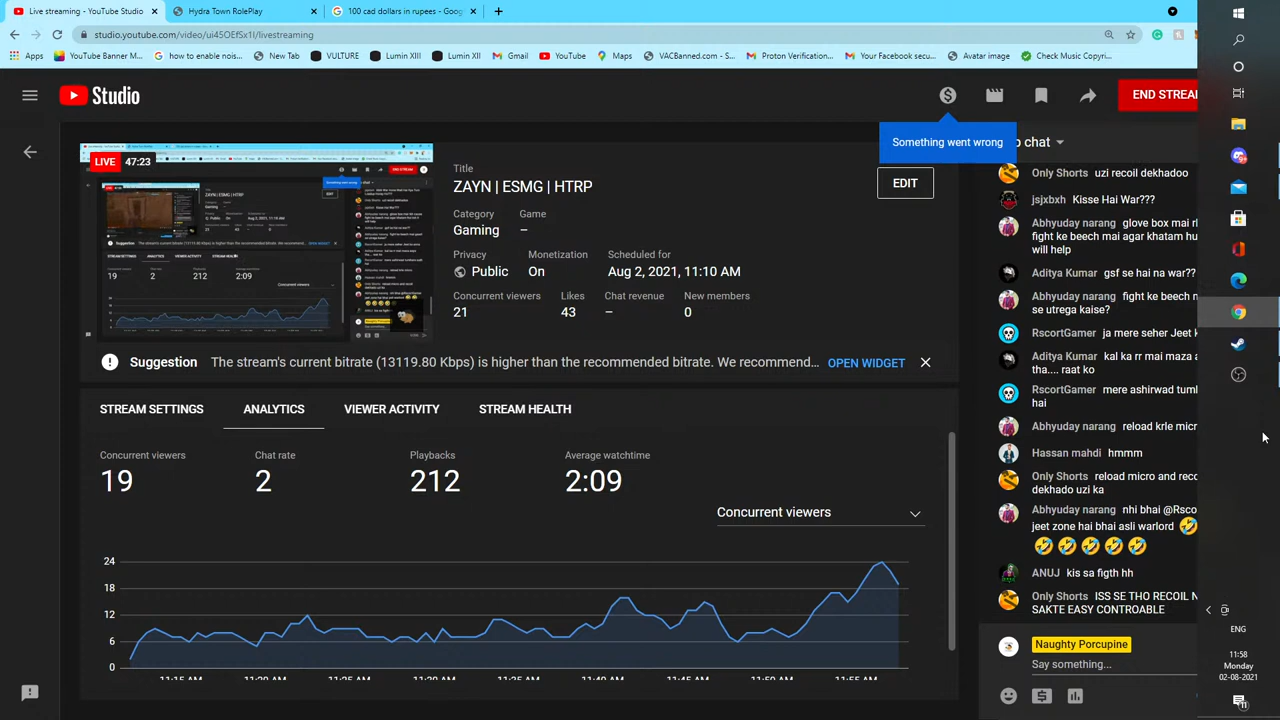 Live streaming - YouTube Studio
Hydra Town RolePlay
100 cad dollars in rupees - Goog
studio.youtube.com/video/ui45OEfSx1I/livestreaming
Apps
YouTube Banner M...
how to enable nois...
New Tab
VULTURE
Lumin XII
Lumin XII
Gmail
YouTube
Maps
VACBanned.com - S...
Proton Verification...
Your Facebook secu...
Avatar image
Check Music Copyri...
Studio
END STREA
Something went wrong
chat
LIVE
47:23
Title
ZAYN | ESMG | HTRP
Category
Game
Gaming
–
Privacy
Monetization
Scheduled for
Public
On
Aug 2, 2021, 11:10 AM
Concurrent viewers
Likes
Chat revenue
New members
21
43
–
0
EDIT
Suggestion
The stream's current bitrate (13119.80 Kbps) is higher than the recommended bitrate. We recommend...
OPEN WIDGET
STREAM SETTINGS
ANALYTICS
VIEWER ACTIVITY
STREAM HEALTH
Concurrent viewers
Chat rate
Playbacks
Average watchtime
19
2
212
2:09
Concurrent viewers
24
18
12
6
0
Only Shorts uzi recoil dekhadoo
jsjxbxh Kisse Hai War???
Abhyuday narang glove box mai rl
fight ke beech mai agar khatam hu
will help
Aditya Kumar gsf se hai na war??
Abhyuday narang fight ke beech m
se utrega kaise?
RscortGamer ja mere seher Jeet k
Aditya Kumar kal ka rr mai maza a
tha.... raat ko
RscortGamer mere ashirwad tuml
hai
Abhyuday narang reload krle micr
Hassan mahdi hmmm
Only Shorts reload micro and reco
dekhado uzi ka
Abhyuday narang nhi bhai @Rsco
jeet zone hai bhai asli warlord
ANUJ kis sa figth hh
Only Shorts ISS SE THO RECOIL N
SAKTE EASY CONTROABLE
Naughty Porcupine
Say something...
ENG
11:58
Monday
02-08-2021